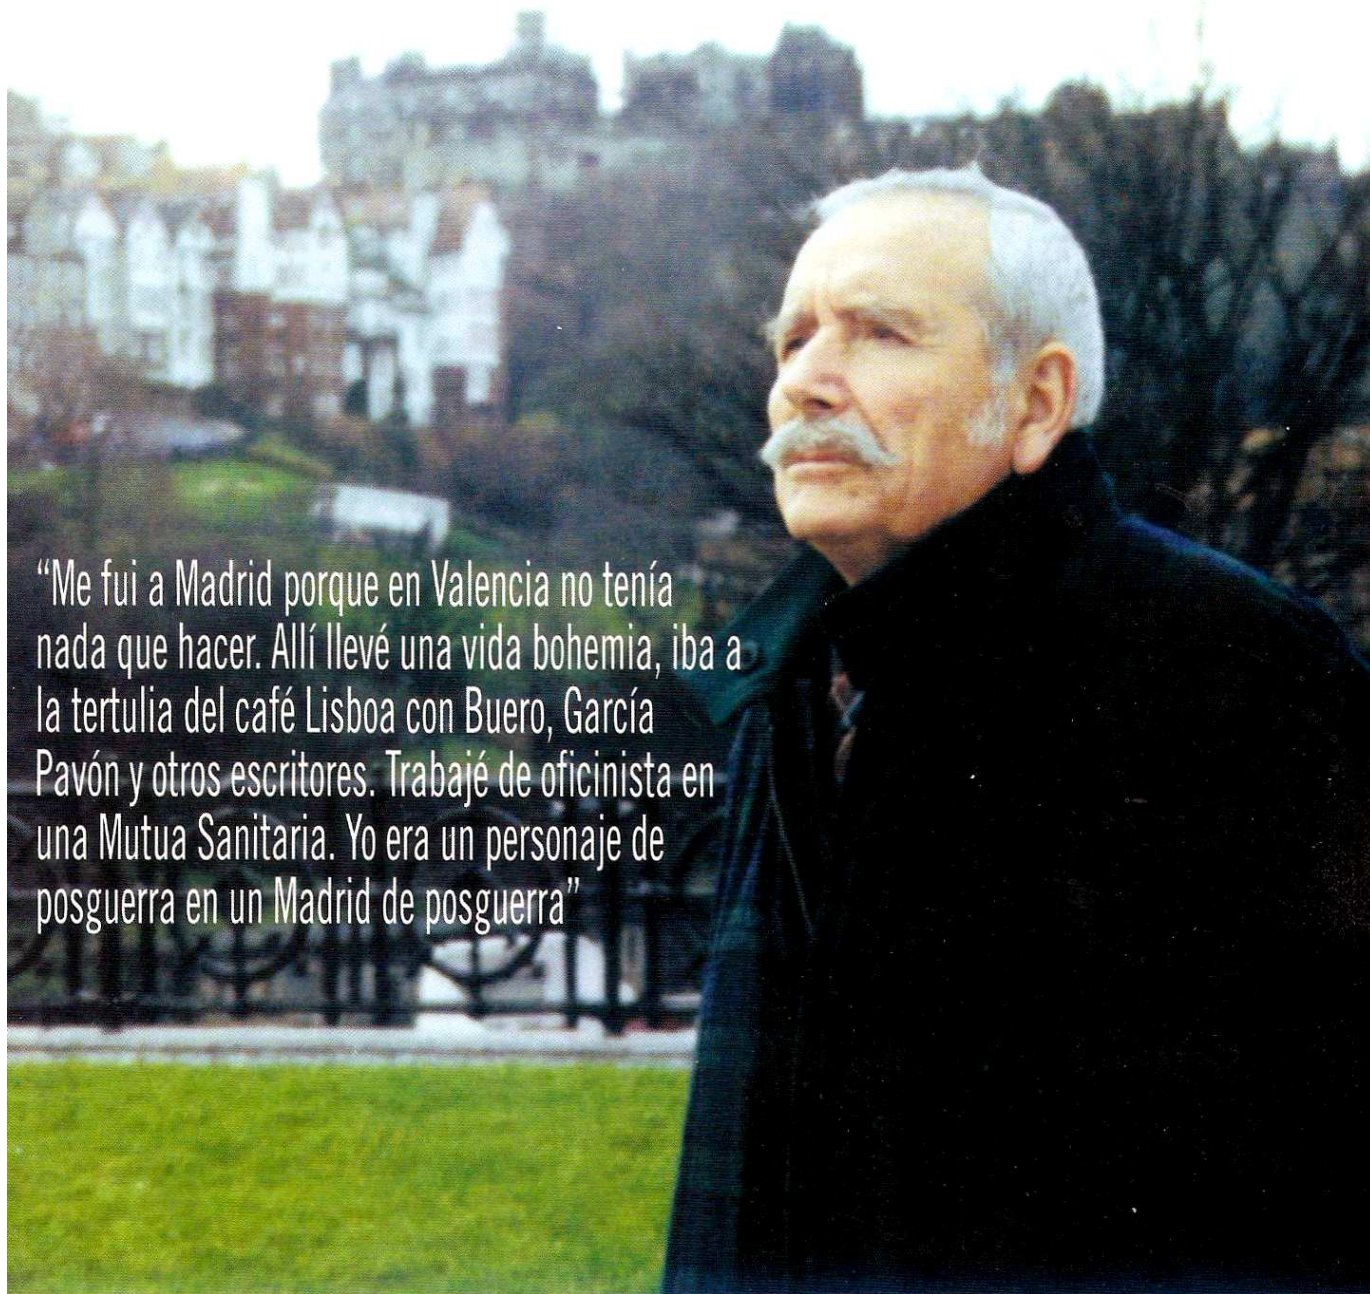 “Me fui a Madrid porque en Valencia no tenía
nada que hacer. Allí llevé una vida bohemia, iba a
la tertulia del café Lisboa con Buero, García
Pavón y otros escritores. Trabajé de oficinista en
una Mutua Sanitaria. Yo era un personaje de
posguerra en un Madrid de posguerra”